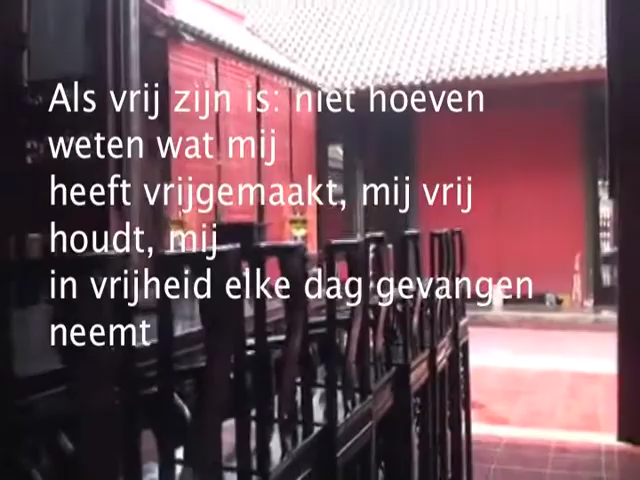 Als vrij zijn is: niet hoeven
weten wat mij
heeft vrijgemaakt, mij vrij
houdt, mij
in vrijheid elke dag gevangen
neemt